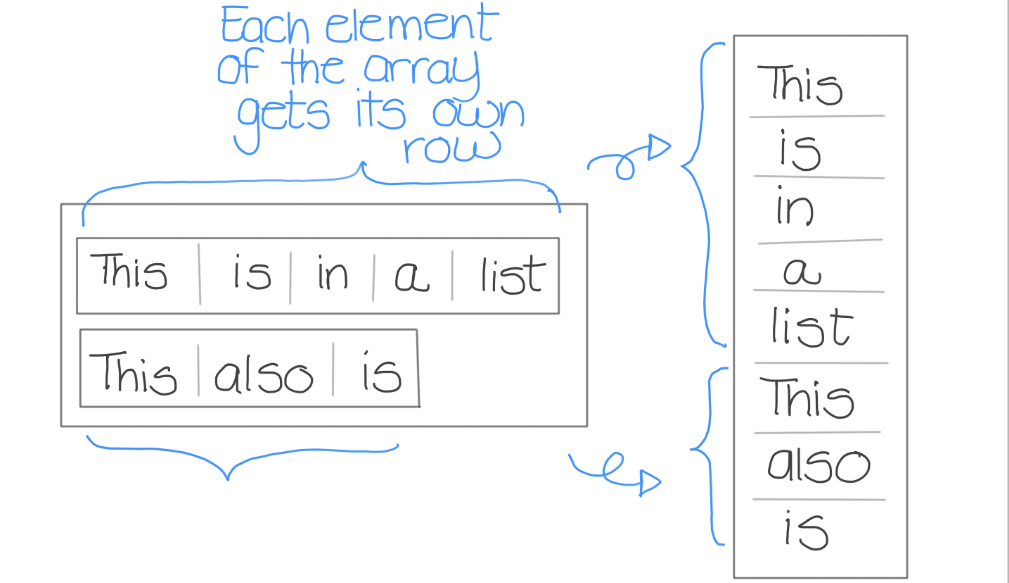 Each element
of the array
gets its own
row
This is in a list
This also is
This
is
in
a
list
This
also
is